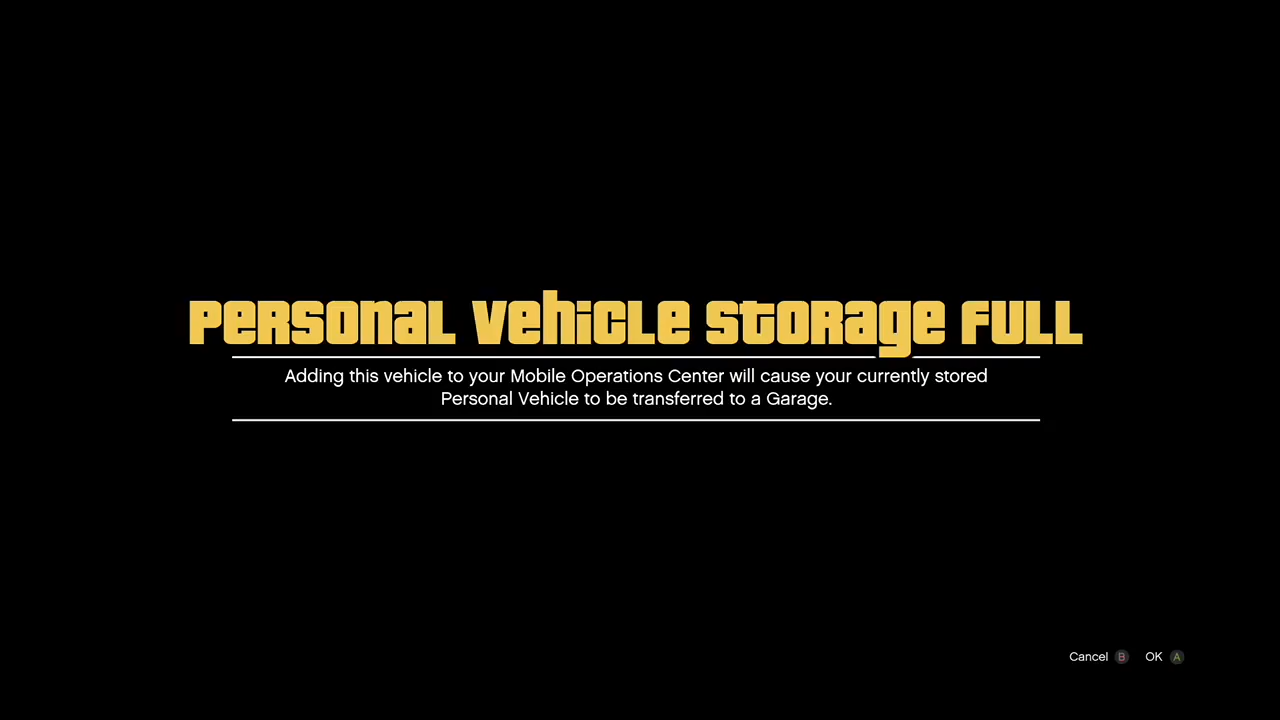 Personal Vehicle Storage Full
Adding this vehicle to your Mobile Operations Center will cause your currently stored
Personal Vehicle to be transferred to a Garage.
Cancel B OK A